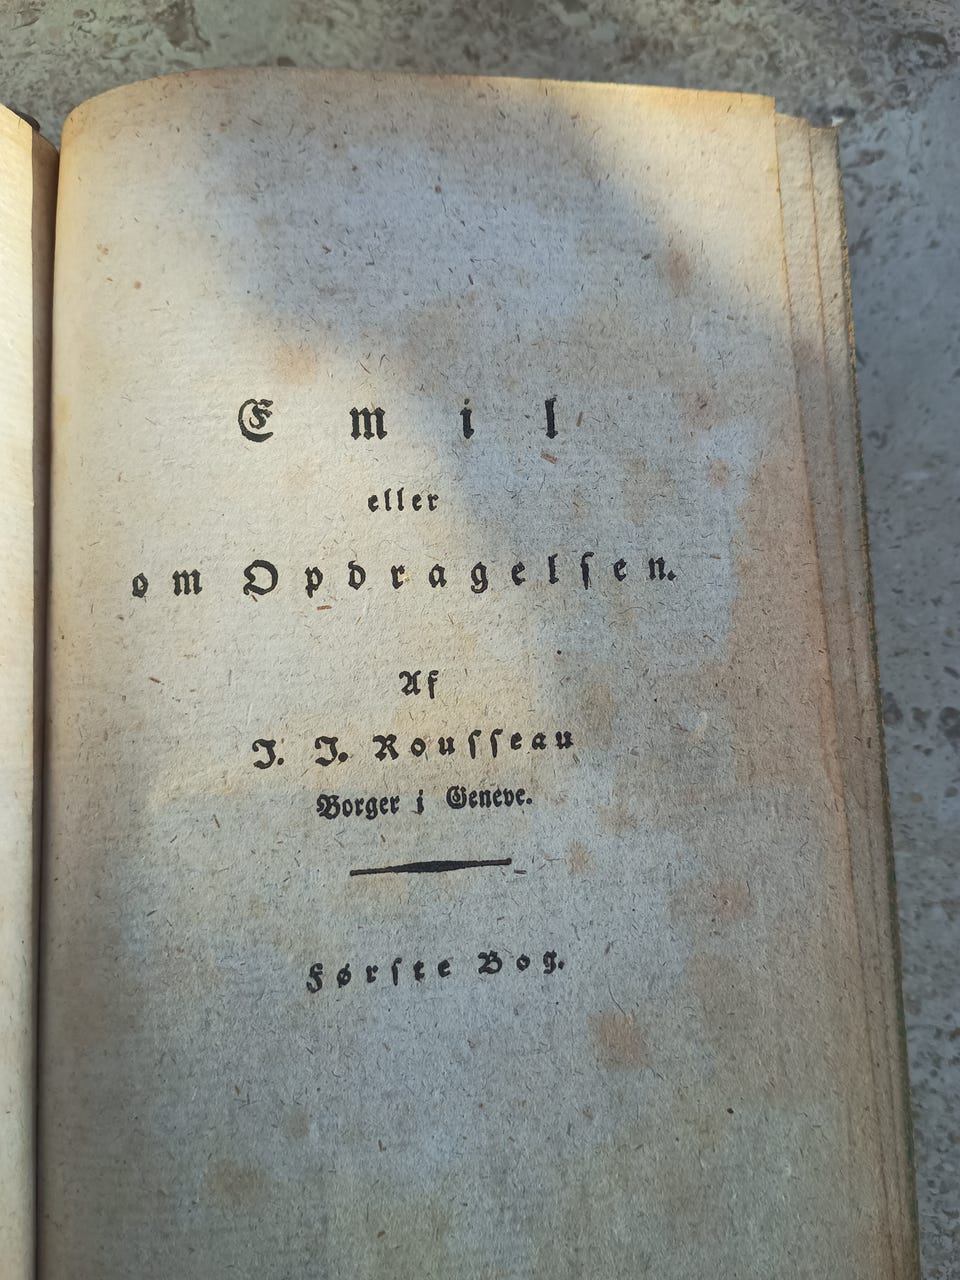 Emil
eller
om Opdragelsen.
Af
J. J. Rousseau
Borger i Geneve.
Første Bog.